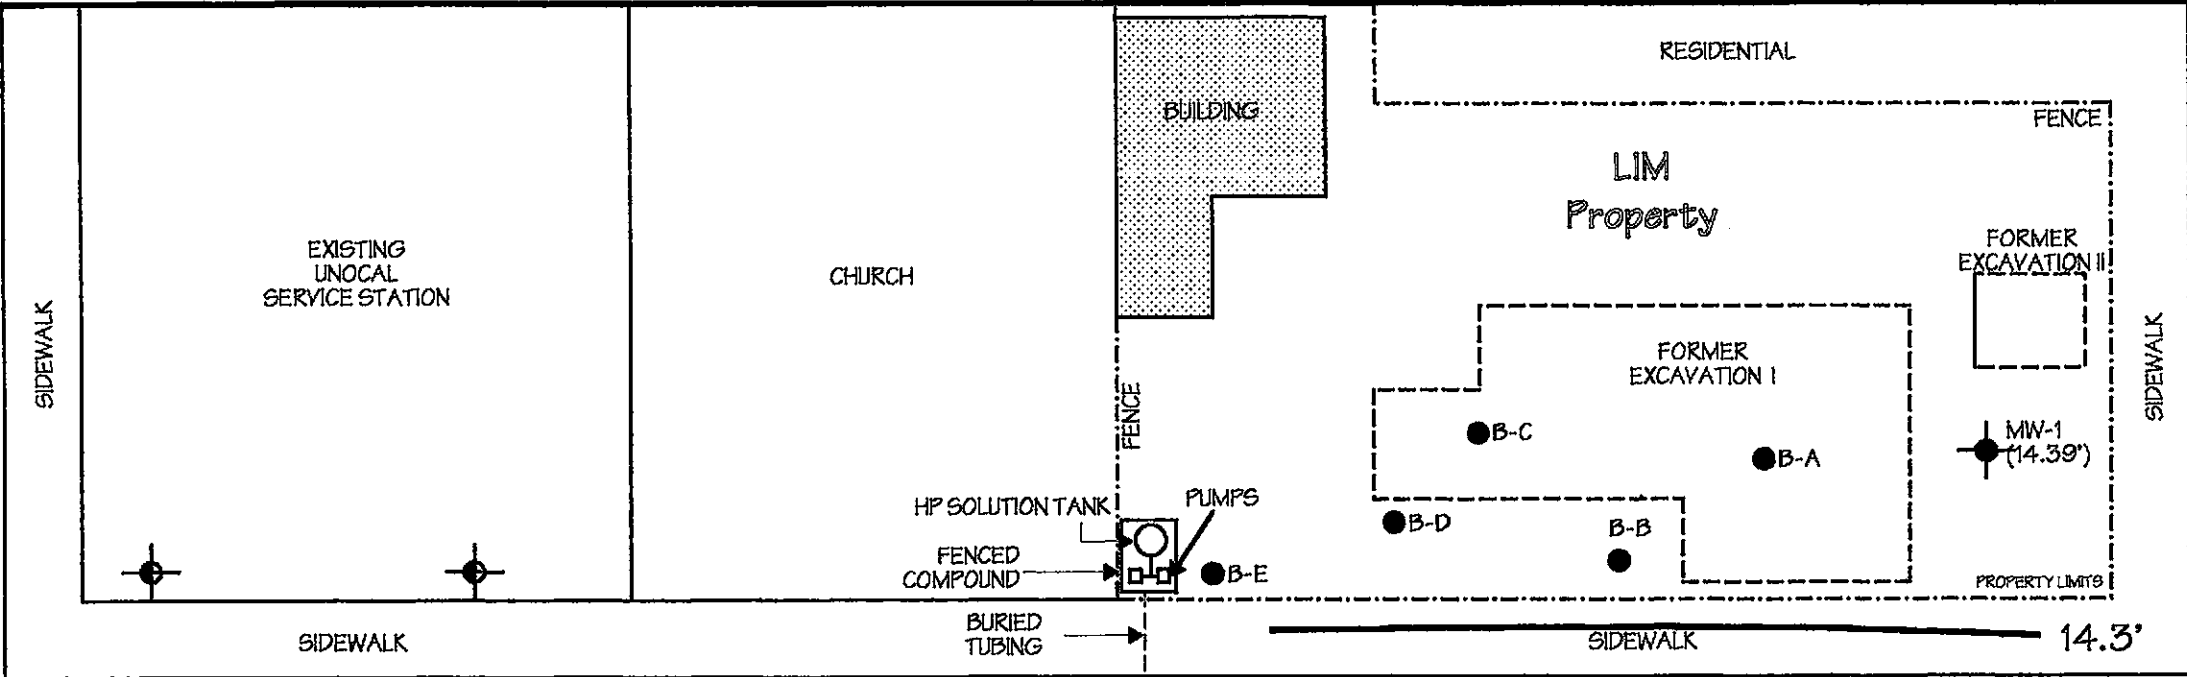 RESIDENTIAL
BUILDING
FENCE
LIM
Property
EXISTING
UNOCAL
SERVICE STATION
CHURCH
FORMER
EXCAVATION II
SIDEWALK
SIDEWALK
FORMER
EXCAVATION I
FENCE
B-C
B-A
MW-1
(14.39')
HP SOLUTION TANK
PUMPS
B-D
B-B
FENCED
COMPOUND
B-E
PROPERTY LIMITS
BURIED
TUBING
SIDEWALK
SIDEWALK
14.3'